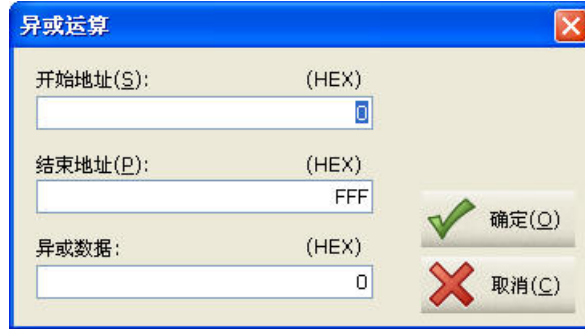 异或运算
开始地址(S): (HEX)
0
结束地址(P): (HEX)
FFF
确定(O)
异或数据: (HEX)
0
取消(C)